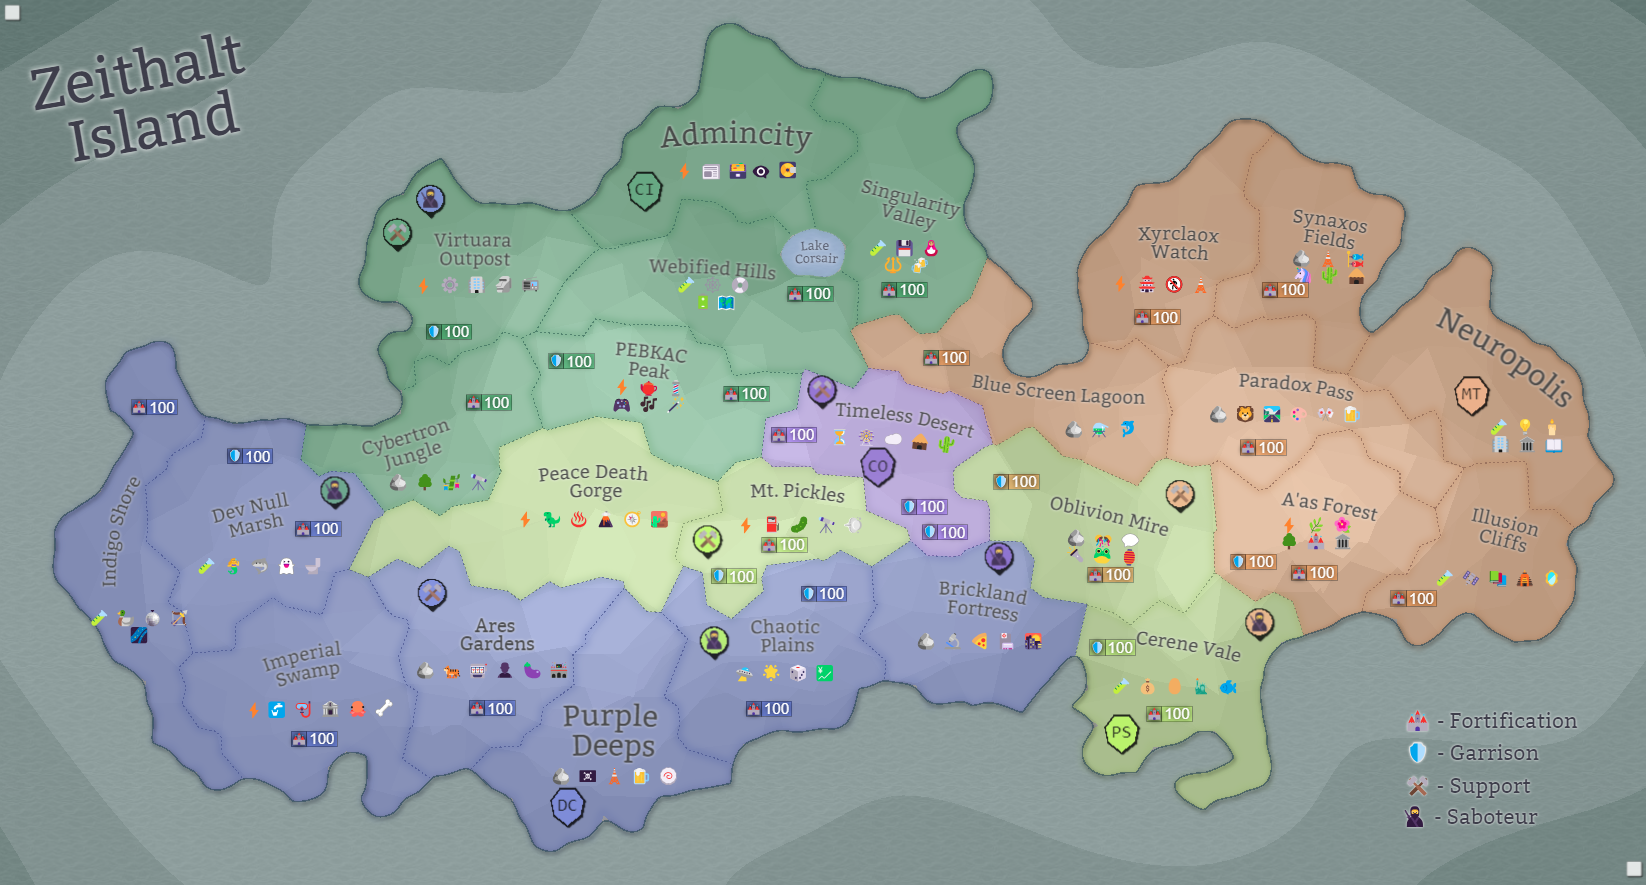 Zeithalt
Island
Admincity
CI
Singularity
Valley
Virtuara
Outpost
Webified Hills
Lake
Corsair
100
100
100
Xyrclaox
Watch
Synaxos
Fields
100
100
Neuropolis
MT
PEBKAC
Peak
100
100
100
100
Blue Screen Lagoon
Paradox Pass
100
Timeless Desert
100
CO
100
100
Cybertron
Jungle
100
Indigo Shore
100
Dev Null
Marsh
100
Peace Death
Gorge
Mt. Pickles
100
100
Oblivion Mire
100
100
A'as Forest
100
100
Illusion
Cliffs
100
Brickland
Fortress
Chaotic
Plains
100
100
Ares
Gardens
100
Imperial
Swamp
100
Purple
Deeps
DC
Cerene Vale
100
100
PS
- Fortification
- Garrison
- Support
- Saboteur